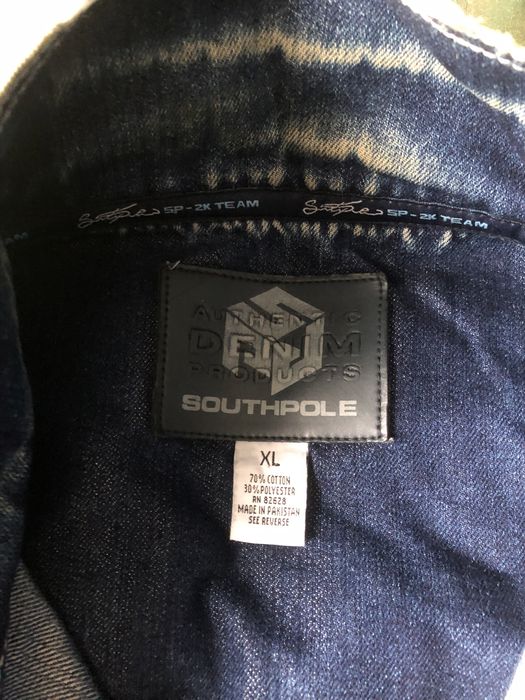 SP-2K TEAM
SP-2K TEAM
TEAM
AUTHENTIC
DENIM
PRODUCTS
SOUTHPOLE
XL
70% COTTON
30% POLYESTER
RN 82628
MADE IN PAKISTAN
SEE REVERSE